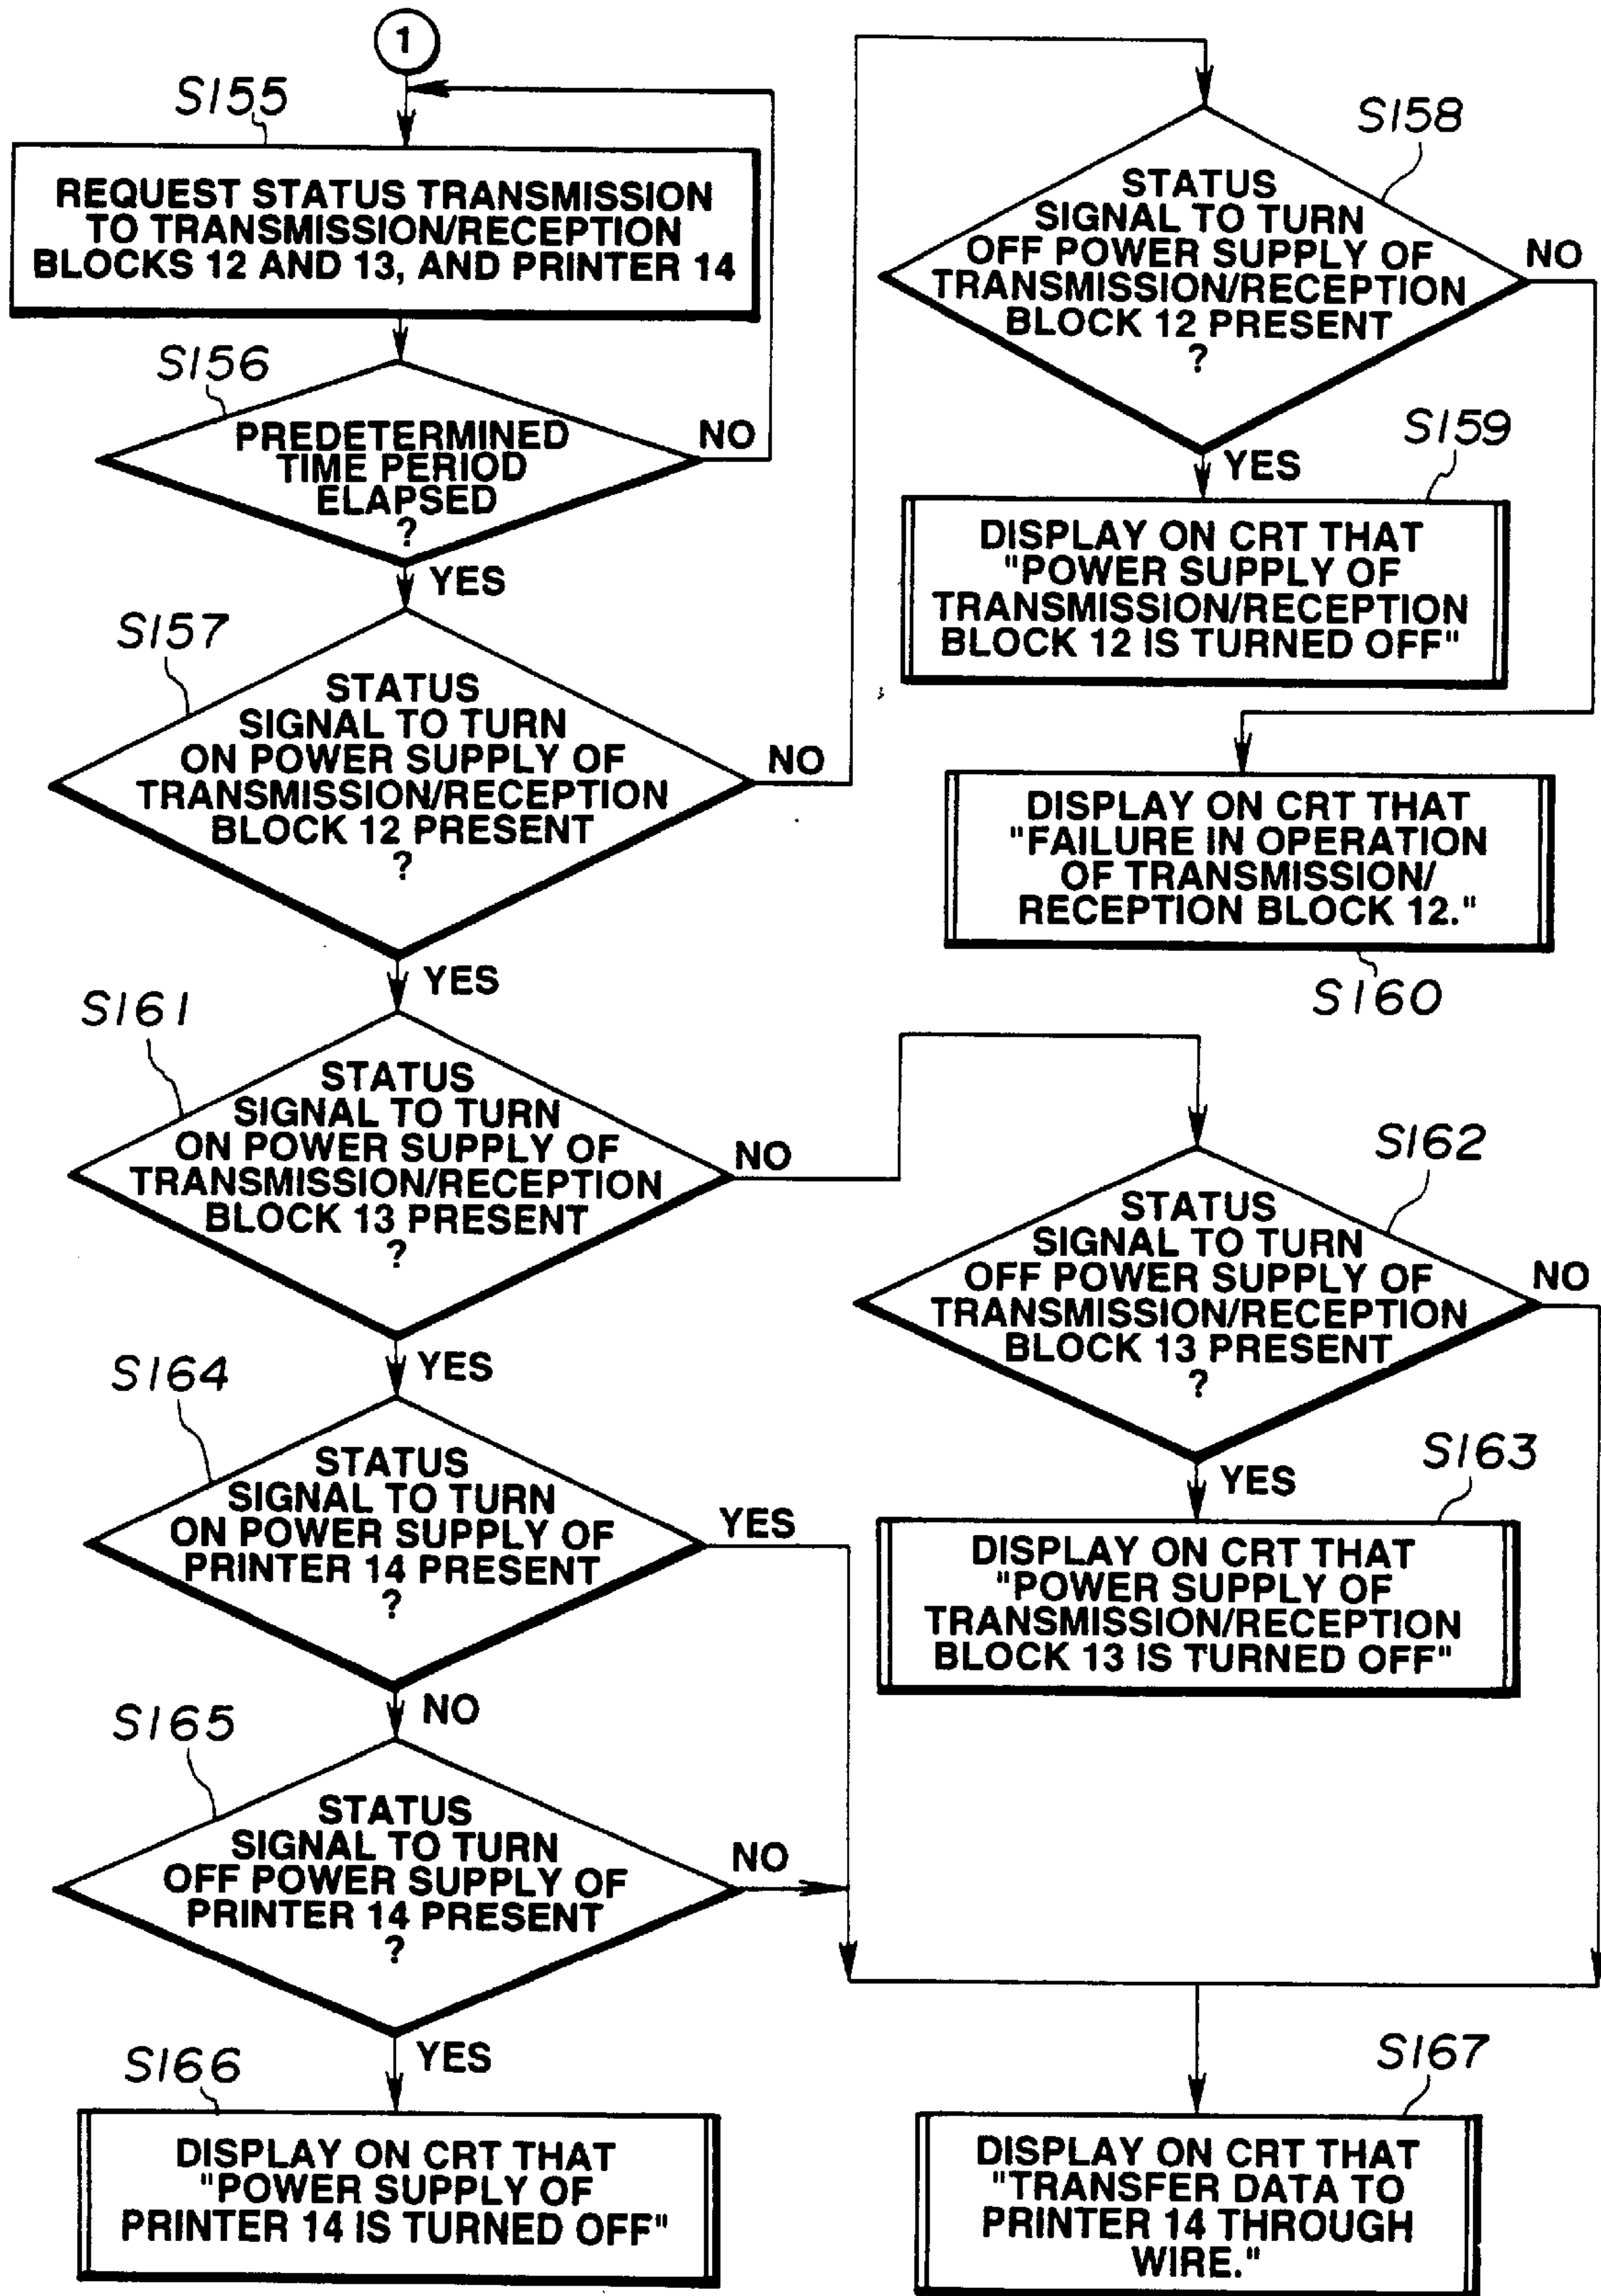 1
S155
REQUEST STATUS TRANSMISSION
TO TRANSMISSION/RECEPTION
BLOCKS 12 AND 13, AND PRINTER 14
S156
PREDETERMINED
TIME PERIOD
ELAPSED
?
NO
YES
S157
STATUS
SIGNAL TO TURN
ON POWER SUPPLY OF
TRANSMISSION/RECEPTION
BLOCK 12 PRESENT
?
NO
YES
S158
STATUS
SIGNAL TO TURN
OFF POWER SUPPLY OF
TRANSMISSION/RECEPTION
BLOCK 12 PRESENT
?
NO
YES
S159
DISPLAY ON CRT THAT
"POWER SUPPLY OF
TRANSMISSION/RECEPTION
BLOCK 12 IS TURNED OFF"
DISPLAY ON CRT THAT
"FAILURE IN OPERATION
OF TRANSMISSION/
RECEPTION BLOCK 12."
S160
S161
STATUS
SIGNAL TO TURN
ON POWER SUPPLY OF
TRANSMISSION/RECEPTION
BLOCK 13 PRESENT
?
NO
YES
S162
STATUS
SIGNAL TO TURN
OFF POWER SUPPLY OF
TRANSMISSION/RECEPTION
BLOCK 13 PRESENT
?
NO
YES
S163
DISPLAY ON CRT THAT
"POWER SUPPLY OF
TRANSMISSION/RECEPTION
BLOCK 13 IS TURNED OFF"
S164
STATUS
SIGNAL TO TURN
ON POWER SUPPLY OF
PRINTER 14 PRESENT
?
YES
NO
S165
STATUS
SIGNAL TO TURN
OFF POWER SUPPLY OF
PRINTER 14 PRESENT
?
NO
YES
S166
DISPLAY ON CRT THAT
"POWER SUPPLY OF
PRINTER 14 IS TURNED OFF"
S167
DISPLAY ON CRT THAT
"TRANSFER DATA TO
PRINTER 14 THROUGH
WIRE."